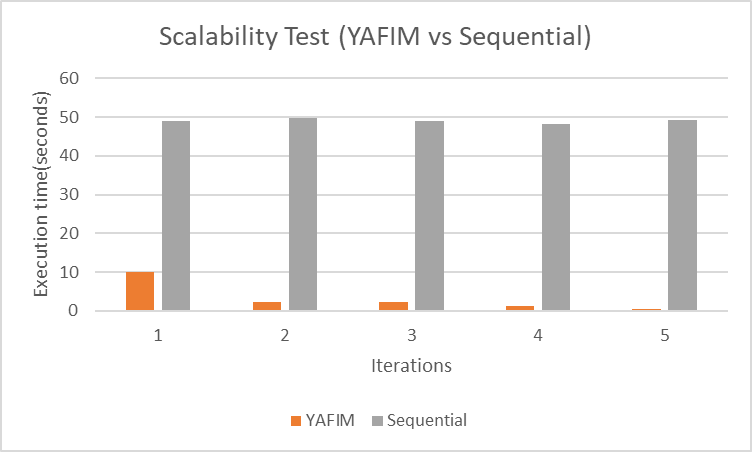 Scalability Test (YAFIM vs Sequential)
Execution time(seconds)
60
50
40
30
20
10
0
1 2 3 4 5
Iterations
YAFIM Sequential